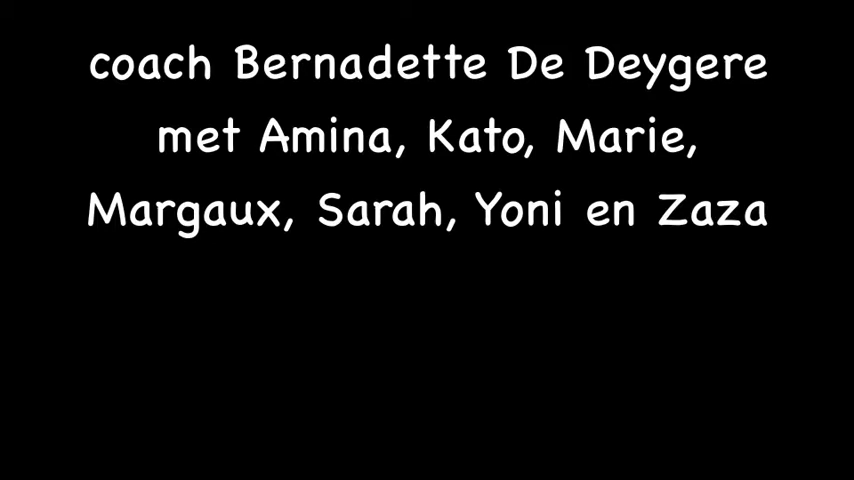 coach Bernadette De Deygere
met Amina, Kato, Marie,
Margaux, Sarah, Yoni en Zaza